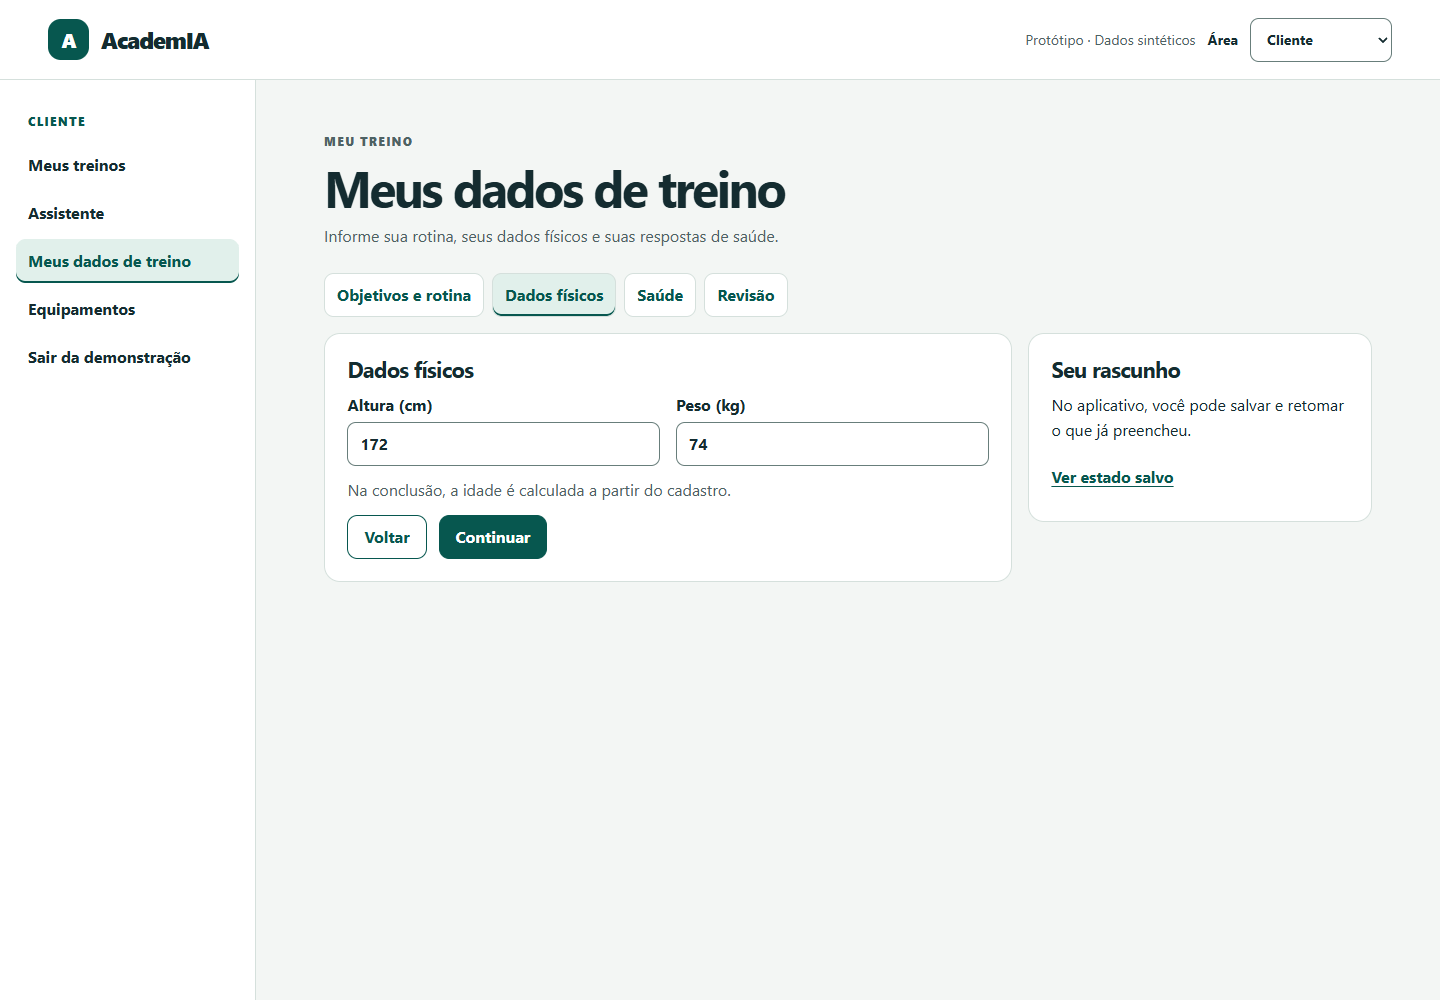 A
AcademIA
Protótipo · Dados sintéticos
Área
Cliente
CLIENTE
Meus treinos
Assistente
Meus dados de treino
Equipamentos
Sair da demonstração
MEU TREINO
Meus dados de treino
Informe sua rotina, seus dados físicos e suas respostas de saúde.
Objetivos e rotina
Dados físicos
Saúde
Revisão
Dados físicos
Altura (cm)
Peso (kg)
172
74
Na conclusão, a idade é calculada a partir do cadastro.
Voltar
Continuar
Seu rascunho
No aplicativo, você pode salvar e retomar
o que já preencheu.
Ver estado salvo